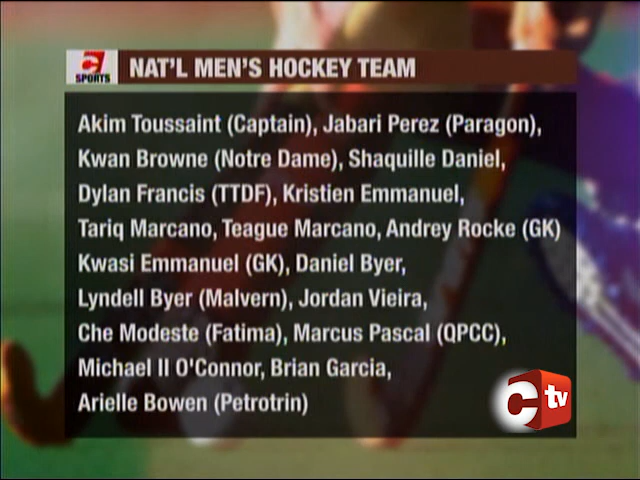 C
SPORTS
NAT'L MEN'S HOCKEY TEAM
Akim Toussaint (Captain), Jabari Perez (Paragon),
Kwan Browne (Notre Dame), Shaquille Daniel,
Dylan Francis (TTDF), Kristien Emmanuel,
Tariq Marcano, Teague Marcano, Andrey Rocke (GK)
Kwasi Emmanuel (GK), Daniel Byer,
Lyndell Byer (Malvern), Jordan Vieira,
Che Modeste (Fatima), Marcus Pascal (QPCC),
Michael II O'Connor, Brian Garcia,
Arielle Bowen (Petrotrin)
C tv